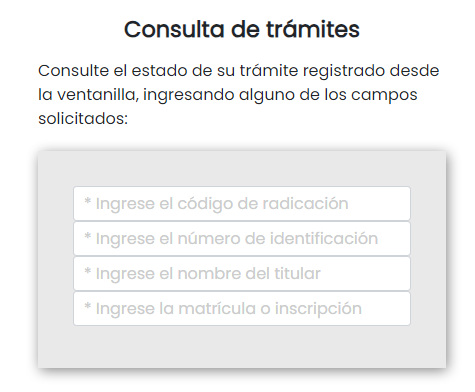 Consulta de trámites
Consulte el estado de su trámite registrado desde
la ventanilla, ingresando alguno de los campos
solicitados:
* Ingrese el código de radicación
* Ingrese el número de identificación
* Ingrese el nombre del titular
* Ingrese la matrícula o inscripción